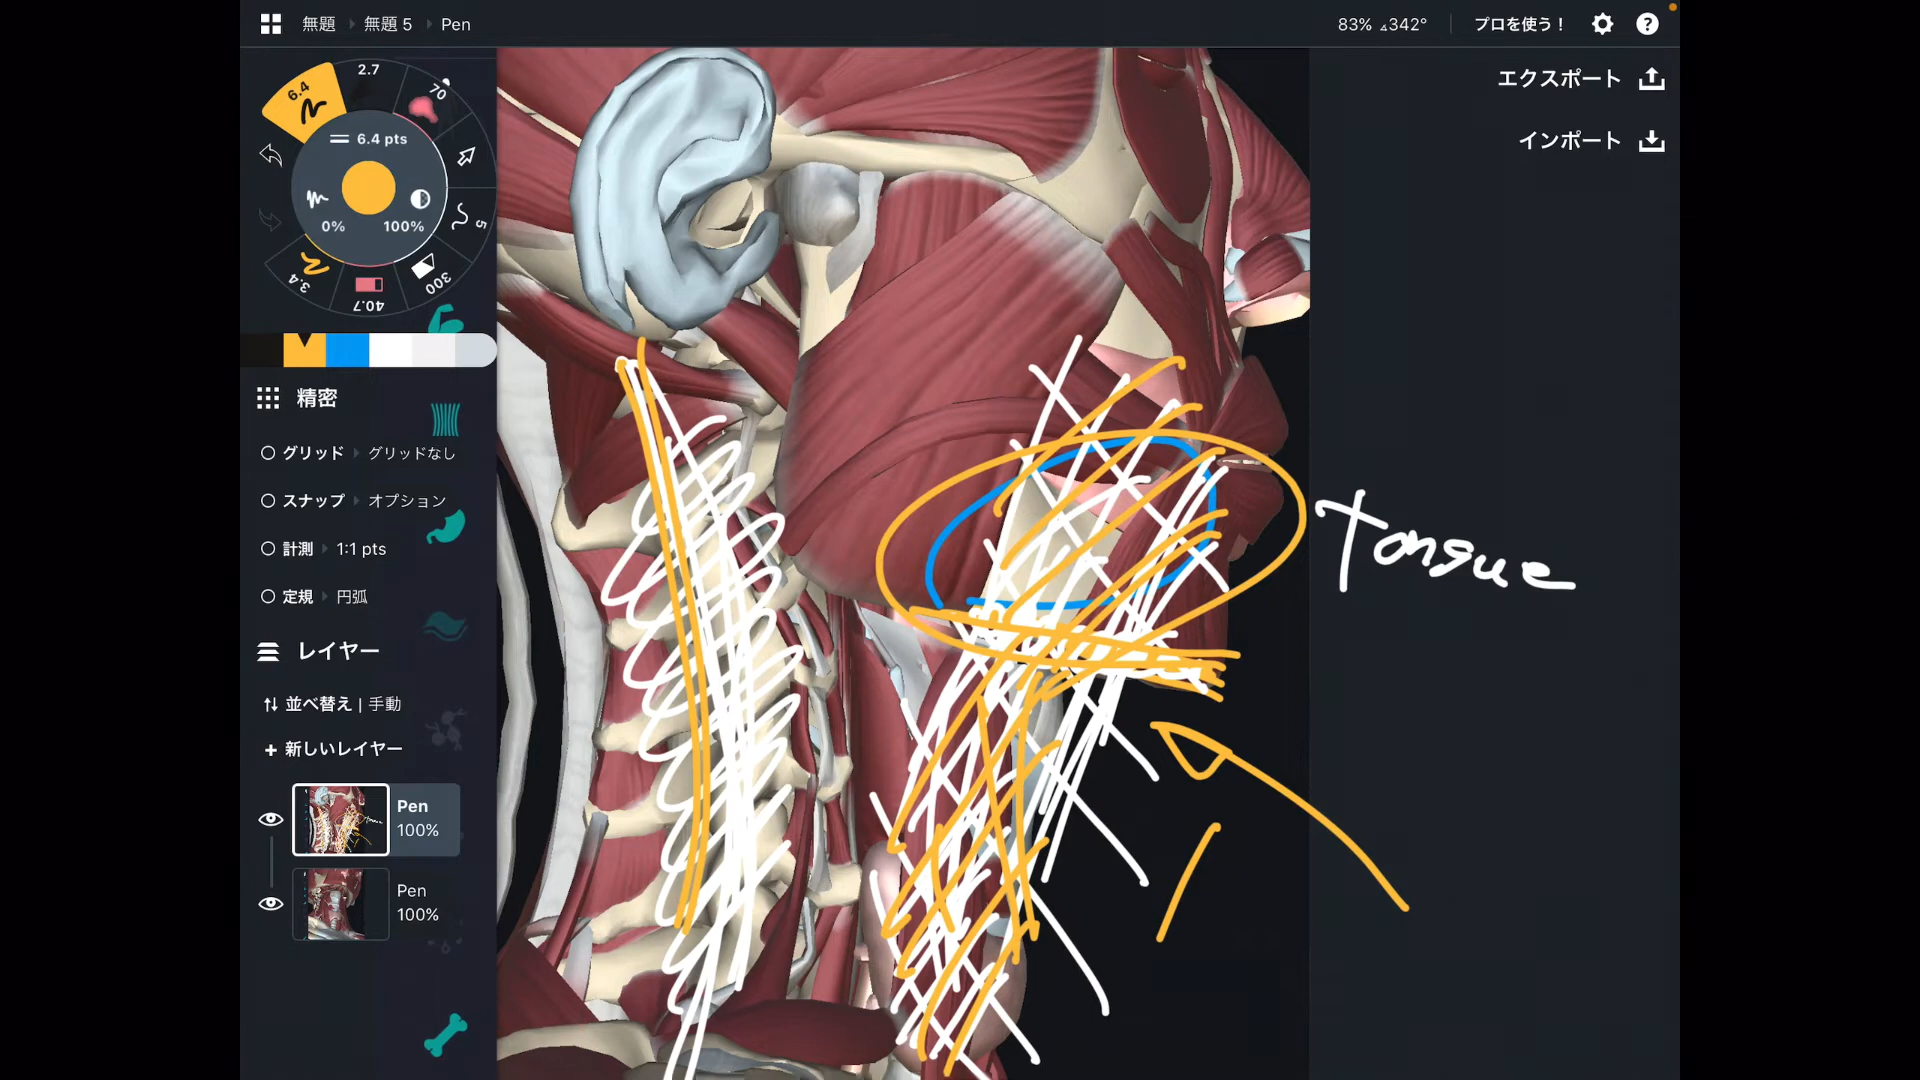 無題 無題 5 Pen
83% ⊿342°
プロを使う！
エクスポート
インポート
2.7
6.4
70
6.4 pts
5
0% 100%
3.4
300
40.7
精密
グリッド グリッドなし
スナップ オプション
計測 1:1 pts
定規 円弧
レイヤー
並べ替え | 手動
+ 新しいレイヤー
Pen
100%
Pen
100%
Tongue